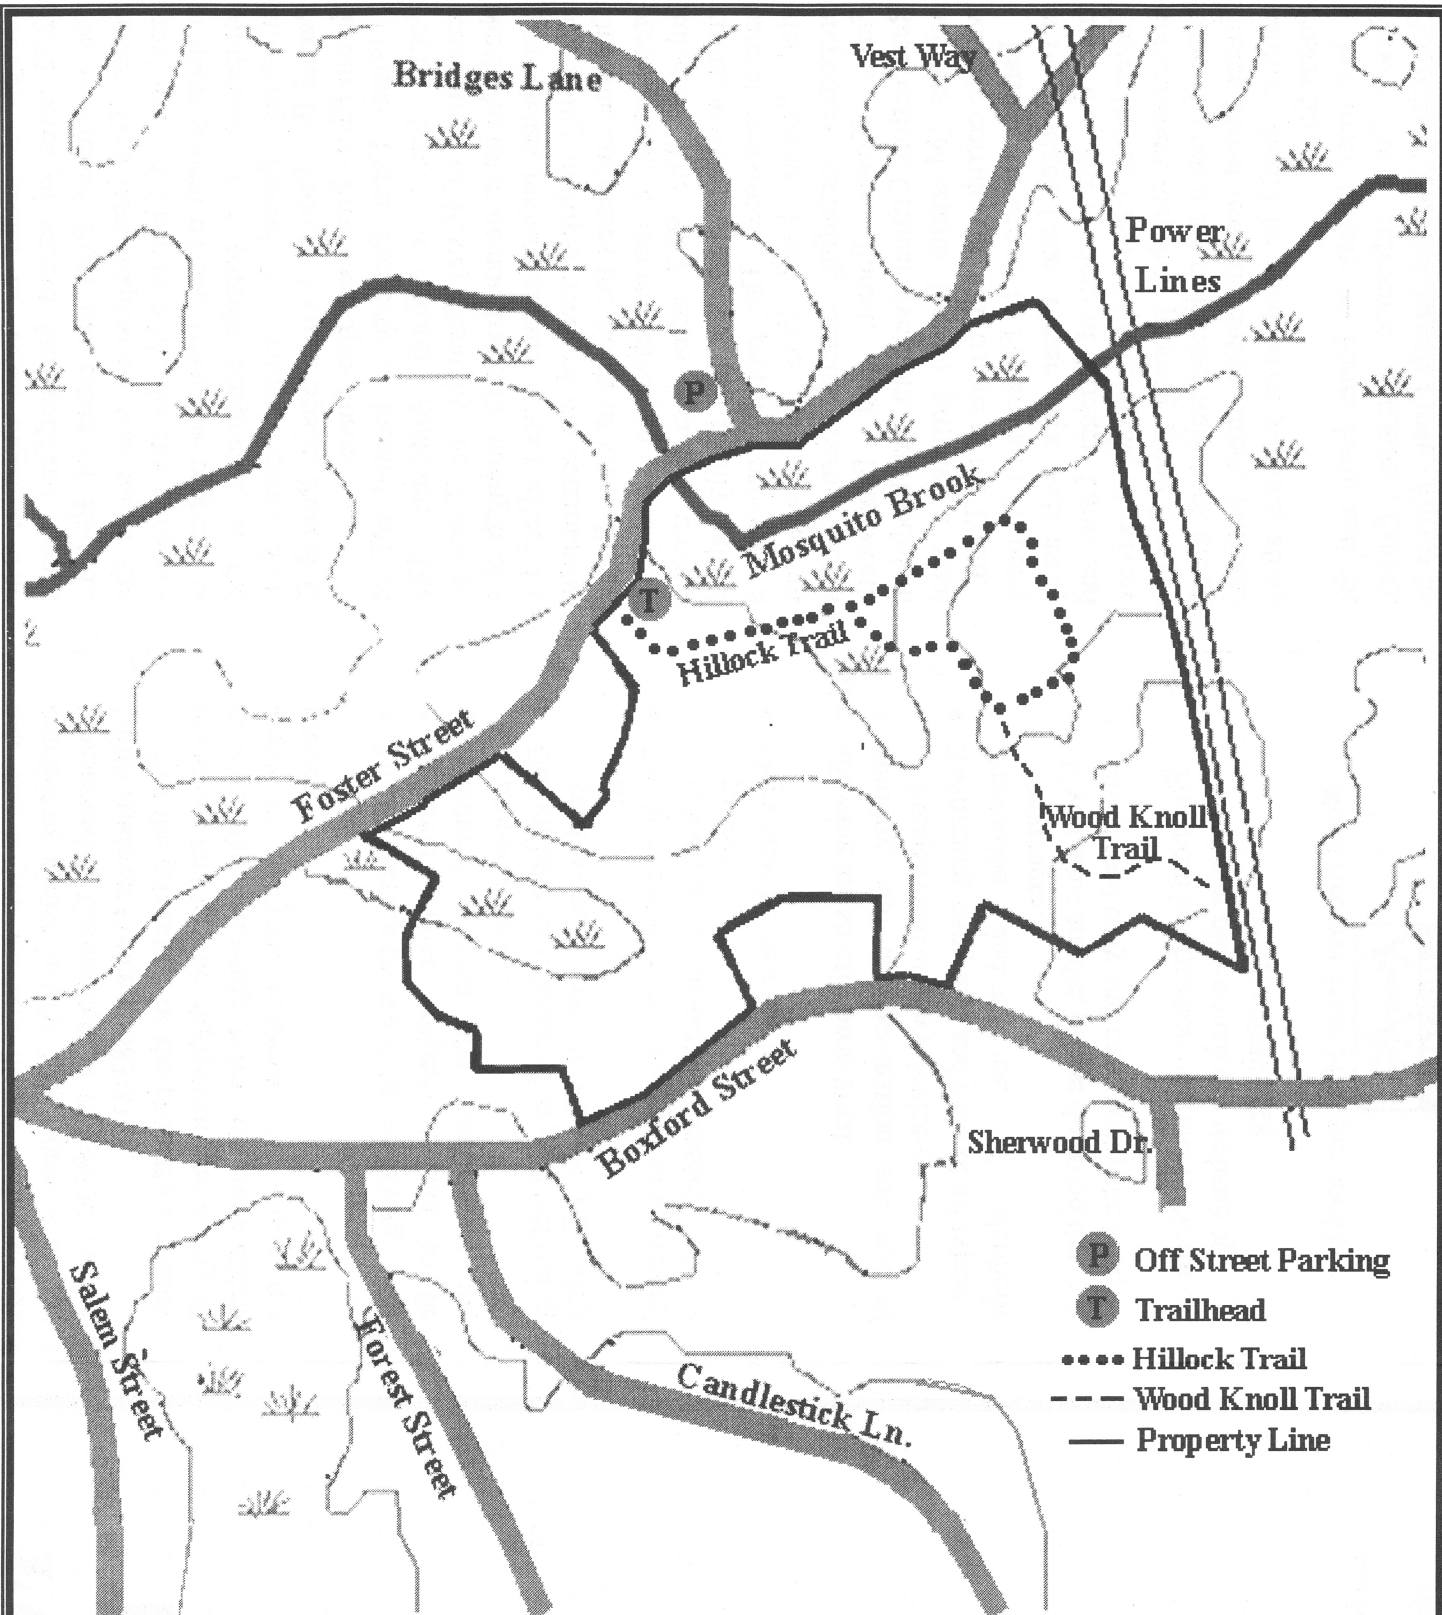 Bridges Lane
Vest Way
Power
Lines
P
Mosquito Brook
T
Hillock Trail
Foster Street
Wood Knoll
Trail
Boxford Street
Sherwood Dr.
P Off Street Parking
T Trailhead
Hillock Trail
Wood Knoll Trail
Property Line
Salem Street
Forest Street
Candlestick Ln.